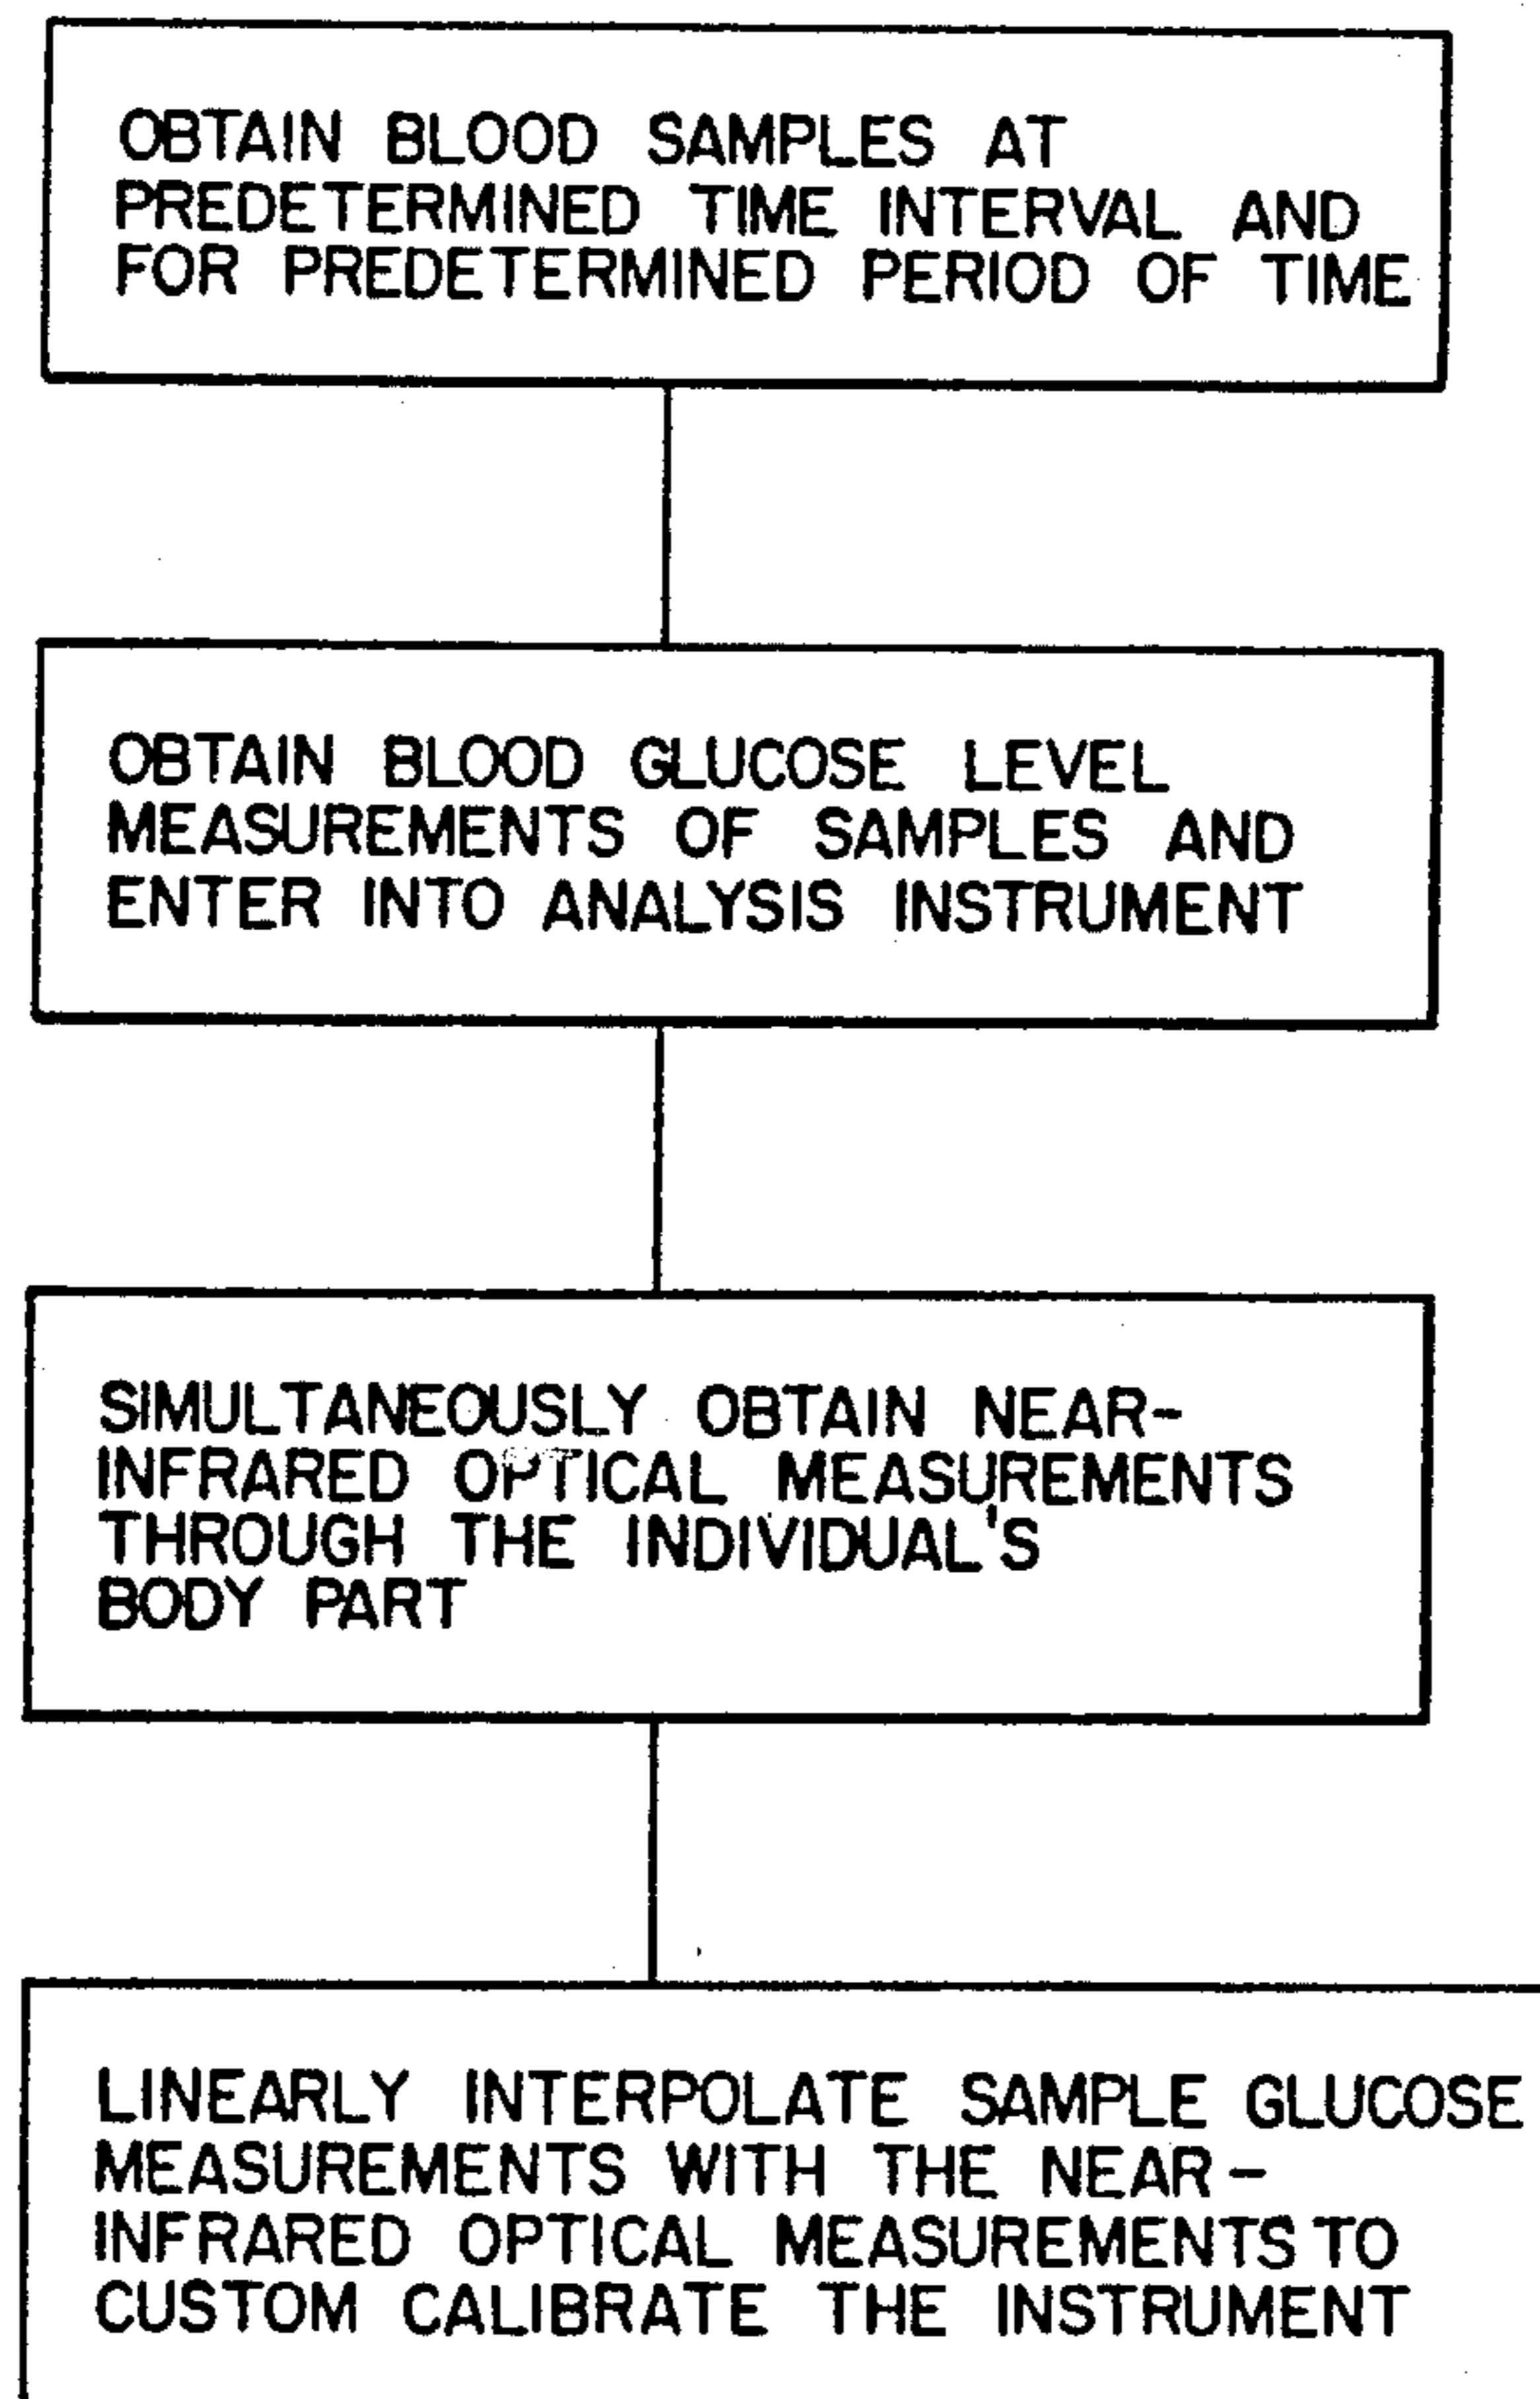 OBTAIN BLOOD SAMPLES AT
PREDETERMINED TIME INTERVAL AND
FOR PREDETERMINED PERIOD OF TIME
OBTAIN BLOOD GLUCOSE LEVEL
MEASUREMENTS OF SAMPLES AND
ENTER INTO ANALYSIS INSTRUMENT
SIMULTANEOUSLY OBTAIN NEAR-
INFRARED OPTICAL MEASUREMENTS
THROUGH THE INDIVIDUAL'S
BODY PART
LINEARLY INTERPOLATE SAMPLE GLUCOSE
MEASUREMENTS WITH THE NEAR-
INFRARED OPTICAL MEASUREMENTS TO
CUSTOM CALIBRATE THE INSTRUMENT